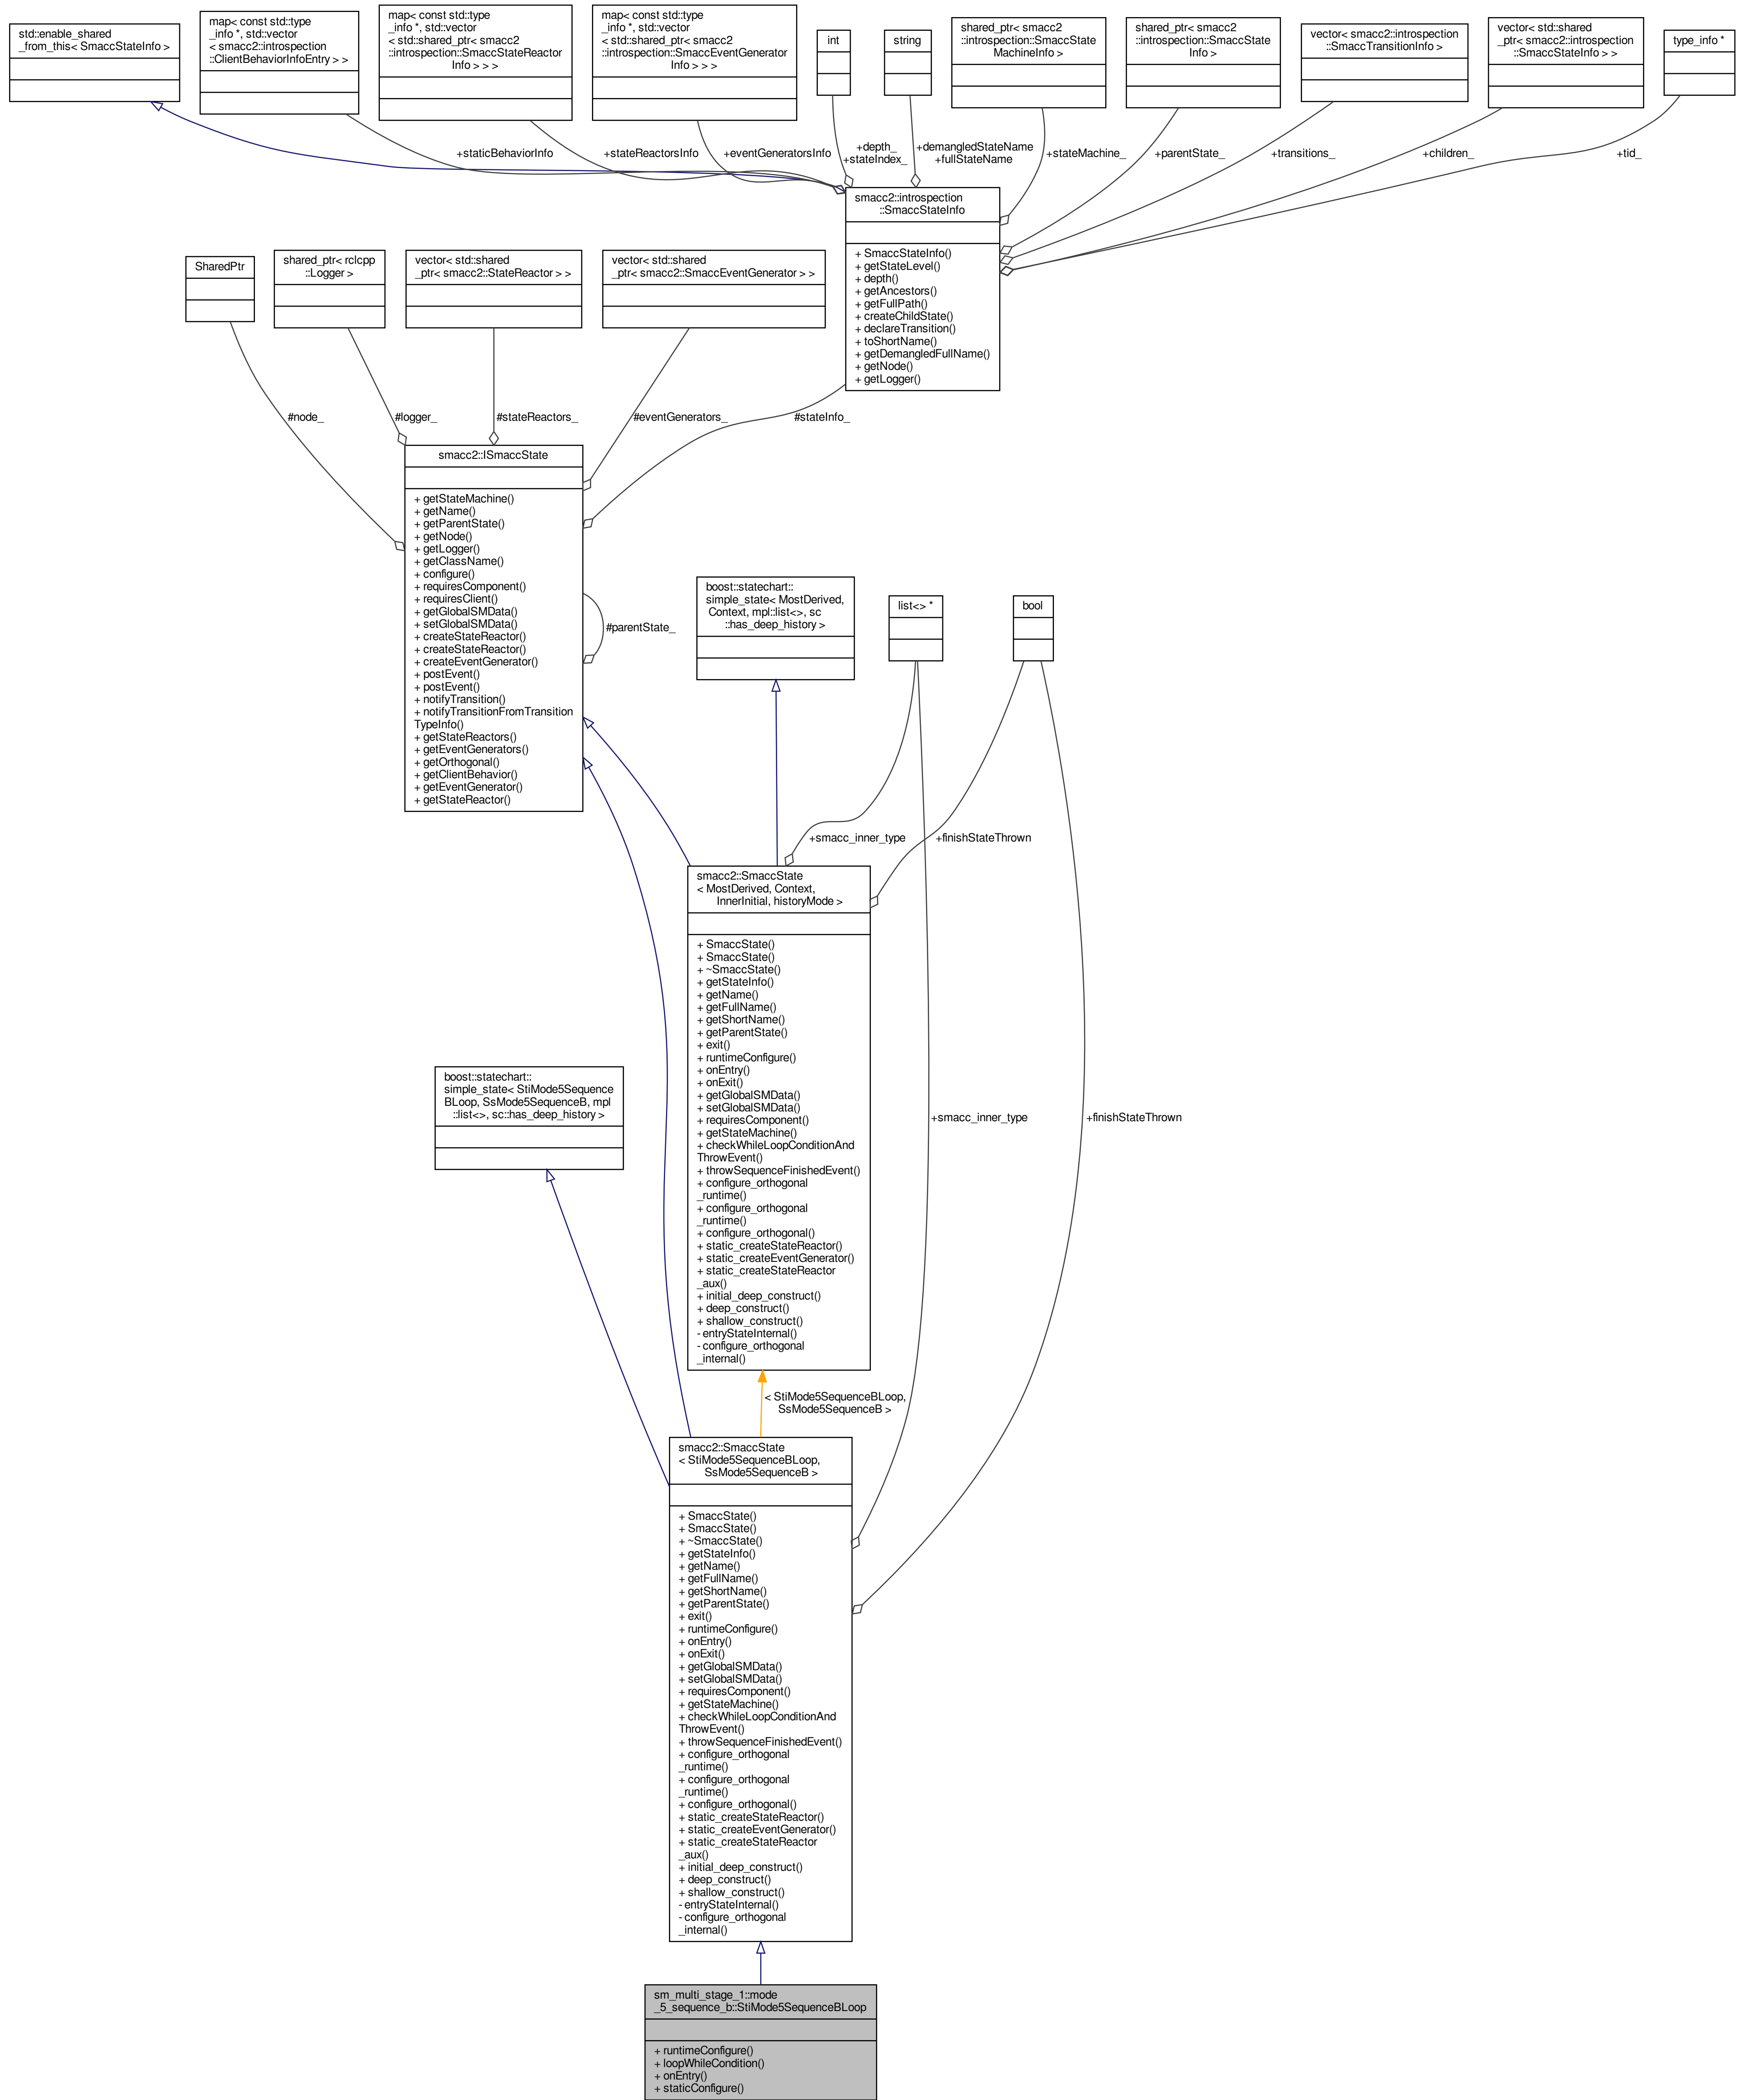 std::enable_shared
_from_this< SmaccStateInfo >
map< const std::type
_info *, std::vector
< smacc2::introspection
::ClientBehaviorInfoEntry > >
map< const std::type
_info *, std::vector
< std::shared_ptr< smacc2
::introspection::SmaccStateReactor
Info > > >
map< const std::type
_info *, std::vector
< std::shared_ptr< smacc2
::introspection::SmaccEventGenerator
Info > > >
int
string
shared_ptr< smacc2
::introspection::SmaccState
MachineInfo >
shared_ptr< smacc2
::introspection::SmaccState
Info >
vector< smacc2::introspection
::SmaccTransitionInfo >
vector< std::shared
_ptr< smacc2::introspection
::SmaccStateInfo > >
type_info *
+staticBehaviorInfo
+stateReactorsInfo
+eventGeneratorsInfo
+depth_
+stateIndex_
+demangledStateName
+fullStateName
+stateMachine_
+parentState_
+transitions_
+children_
+tid_
smacc2::introspection
::SmaccStateInfo
+ SmaccStateInfo()
+ getStateLevel()
+ depth()
+ getAncestors()
+ getFullPath()
+ createChildState()
+ declareTransition()
+ toShortName()
+ getDemangledFullName()
+ getNode()
+ getLogger()
SharedPtr
shared_ptr< rclcpp
::Logger >
vector< std::shared
_ptr< smacc2::StateReactor > >
vector< std::shared
_ptr< smacc2::SmaccEventGenerator > >
#node_
#logger_
#stateReactors_
#eventGenerators_
#stateInfo_
smacc2::ISmaccState
+ getStateMachine()
+ getName()
+ getParentState()
+ getNode()
+ getLogger()
+ getClassName()
+ configure()
+ requiresComponent()
+ requiresClient()
+ getGlobalSMData()
+ setGlobalSMData()
+ createStateReactor()
+ createStateReactor()
+ createEventGenerator()
+ postEvent()
+ postEvent()
+ notifyTransition()
+ notifyTransitionFromTransition
TypeInfo()
+ getStateReactors()
+ getEventGenerators()
+ getOrthogonal()
+ getClientBehavior()
+ getEventGenerator()
+ getStateReactor()
#parentState_
boost::statechart::
simple_state< MostDerived,
Context, mpl::list<>, sc
::has_deep_history >
list<> *
bool
+smacc_inner_type
+finishStateThrown
smacc2::SmaccState
< MostDerived, Context,
InnerInitial, historyMode >
+ SmaccState()
+ SmaccState()
+ ~SmaccState()
+ getStateInfo()
+ getName()
+ getFullName()
+ getShortName()
+ getParentState()
+ exit()
+ runtimeConfigure()
+ onEntry()
+ onExit()
+ getGlobalSMData()
+ setGlobalSMData()
+ requiresComponent()
+ getStateMachine()
+ checkWhileLoopConditionAnd
ThrowEvent()
+ throwSequenceFinishedEvent()
+ configure_orthogonal
_runtime()
+ configure_orthogonal
_runtime()
+ configure_orthogonal()
+ static_createStateReactor()
+ static_createEventGenerator()
+ static_createStateReactor
_aux()
+ initial_deep_construct()
+ deep_construct()
+ shallow_construct()
- entryStateInternal()
- configure_orthogonal
_internal()
boost::statechart::
simple_state< StiMode5Sequence
BLoop, SsMode5SequenceB, mpl
::list<>, sc::has_deep_history >
+smacc_inner_type
+finishStateThrown
< StiMode5SequenceBLoop,
SsMode5SequenceB >
smacc2::SmaccState
< StiMode5SequenceBLoop,
SsMode5SequenceB >
+ SmaccState()
+ SmaccState()
+ ~SmaccState()
+ getStateInfo()
+ getName()
+ getFullName()
+ getShortName()
+ getParentState()
+ exit()
+ runtimeConfigure()
+ onEntry()
+ onExit()
+ getGlobalSMData()
+ setGlobalSMData()
+ requiresComponent()
+ getStateMachine()
+ checkWhileLoopConditionAnd
ThrowEvent()
+ throwSequenceFinishedEvent()
+ configure_orthogonal
_runtime()
+ configure_orthogonal
_runtime()
+ configure_orthogonal()
+ static_createStateReactor()
+ static_createEventGenerator()
+ static_createStateReactor
_aux()
+ initial_deep_construct()
+ deep_construct()
+ shallow_construct()
- entryStateInternal()
- configure_orthogonal
_internal()
sm_multi_stage_1::mode
_5_sequence_b::StiMode5SequenceBLoop
+ runtimeConfigure()
+ loopWhileCondition()
+ onEntry()
+ staticConfigure()